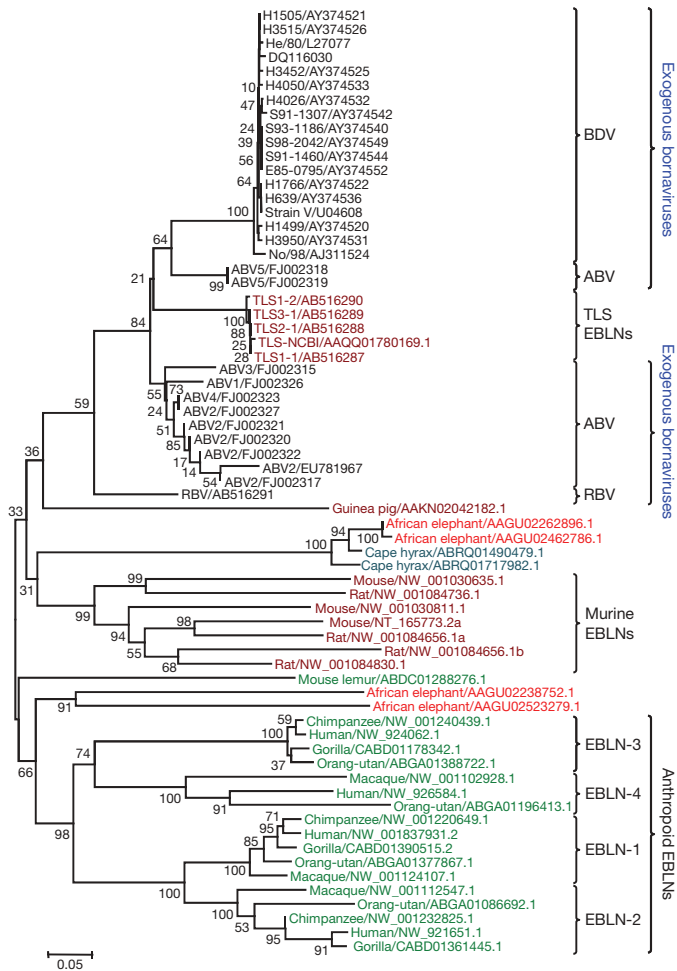 H1505/AY374521
H3515/AY374526
He/80/L27077
DQ116030
H3452/AY374525
10
H4050/AY374533
47
H4026/AY374532
S91-1307/AY374542
24
S93-1186/AY374540
39
S98-2042/AY374549
56
S91-1460/AY374544
E85-0795/AY374552
64
H1766/AY374522
H639/AY374536
100
Strain V/U04608
H1499/AY374520
H3950/AY374531
No/98/AJ311524
BDV
Exogenous bornaviruses
64
ABV5/FJ002318
99
ABV5/FJ002319
ABV
21
TLS1-2/AB516290
TLS3-1/AB516289
100
TLS2-1/AB516288
88
TLS-NCBI/AAQQ01780169.1
25
28
TLS1-1/AB516287
TLS
EBLNs
84
ABV3/FJ002315
55
73
ABV1/FJ002326
ABV4/FJ002323
24
ABV2/FJ002327
51
ABV2/FJ002321
85
ABV2/FJ002320
17
ABV2/FJ002322
14
ABV2/EU781967
54
ABV2/FJ002317
ABV
Exogenous bornaviruses
59
RBV/AB516291
RBV
36
Guinea pig/AAKN02042182.1
33
African elephant/AAGU02262896.1
94
100
African elephant/AAGU02462786.1
100
Cape hyrax/ABRQ01490479.1
Cape hyrax/ABRQ01717982.1
31
99
Mouse/NW_001030635.1
Rat/NW_001084736.1
99
Mouse/NW_001030811.1
94
98
Mouse/NT_165773.2a
Rat/NW_001084656.1a
55
Rat/NW_001084656.1b
68
Rat/NW_001084830.1
Murine
EBLNs
Mouse lemur/ABDC01288276.1
91
African elephant/AAGU02238752.1
African elephant/AAGU02523279.1
66
59
Chimpanzee/NW_001240439.1
100
Human/NW_924062.1
Gorilla/CABD01178342.1
37
Orang-utan/ABGA01388722.1
EBLN-3
74
Macaque/NW_001102928.1
100
Human/NW_926584.1
91
Orang-utan/ABGA01196413.1
EBLN-4
98
71
Chimpanzee/NW_001220649.1
95
Human/NW_001837931.2
85
Gorilla/CABD01390515.2
Orang-utan/ABGA01377867.1
100
Macaque/NW_001124107.1
EBLN-1
Anthropoid EBLNs
100
Macaque/NW_001112547.1
100
Orang-utan/ABGA01086692.1
53
Chimpanzee/NW_001232825.1
95
Human/NW_921651.1
91
Gorilla/CABD01361445.1
EBLN-2
0.05